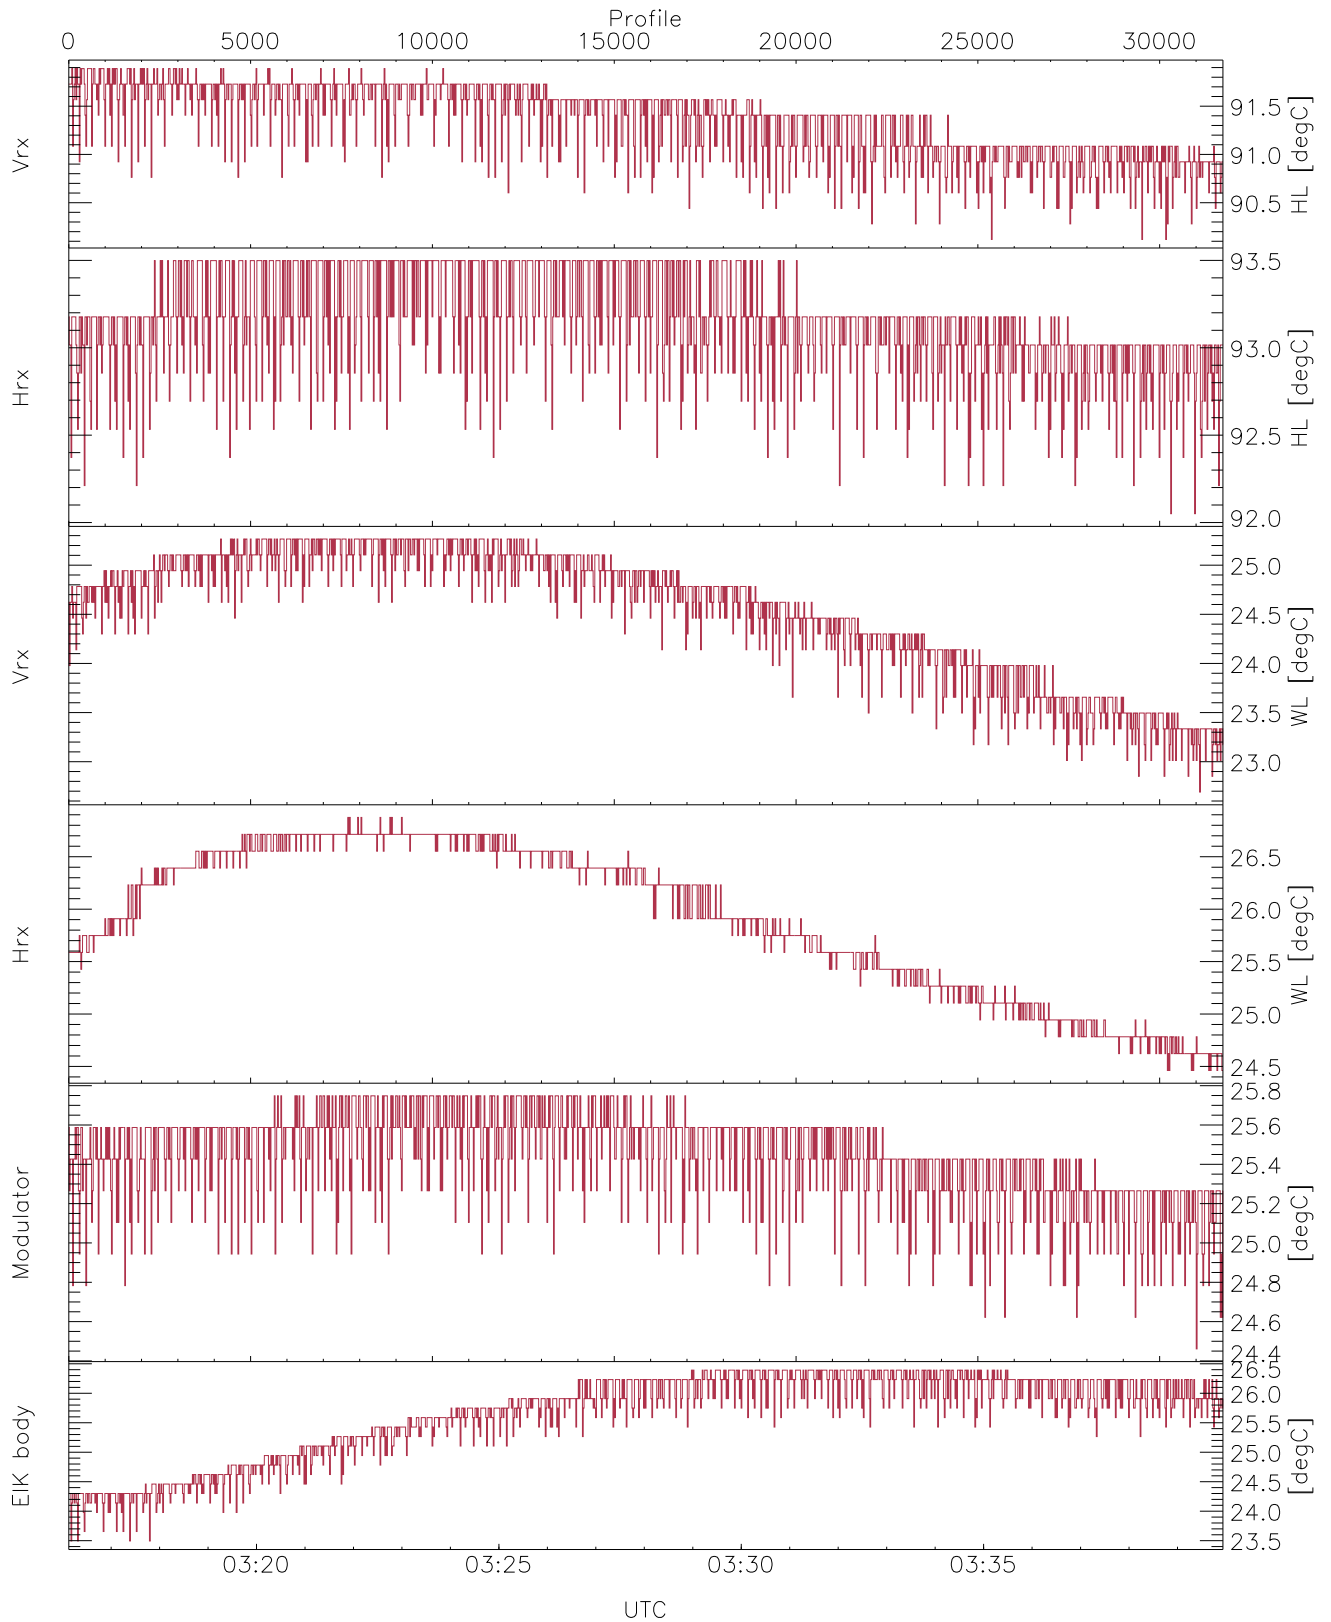 Profile
0 5000 10000 15000 20000 25000 30000
Vrx
91.5
91.0
90.5
HL [degC]
Hrx
93.5
93.0
92.5
92.0
HL [degC]
Vrx
25.0
24.5
24.0
23.5
23.0
WL [degC]
Hrx
26.5
26.0
25.5
25.0
24.5
WL [degC]
Modulator
25.8
25.6
25.4
25.2
25.0
24.8
24.6
24.4
[degC]
EIK body
26.5
26.0
25.5
25.0
24.5
24.0
23.5
[degC]
03:20 03:25 03:30 03:35
UTC